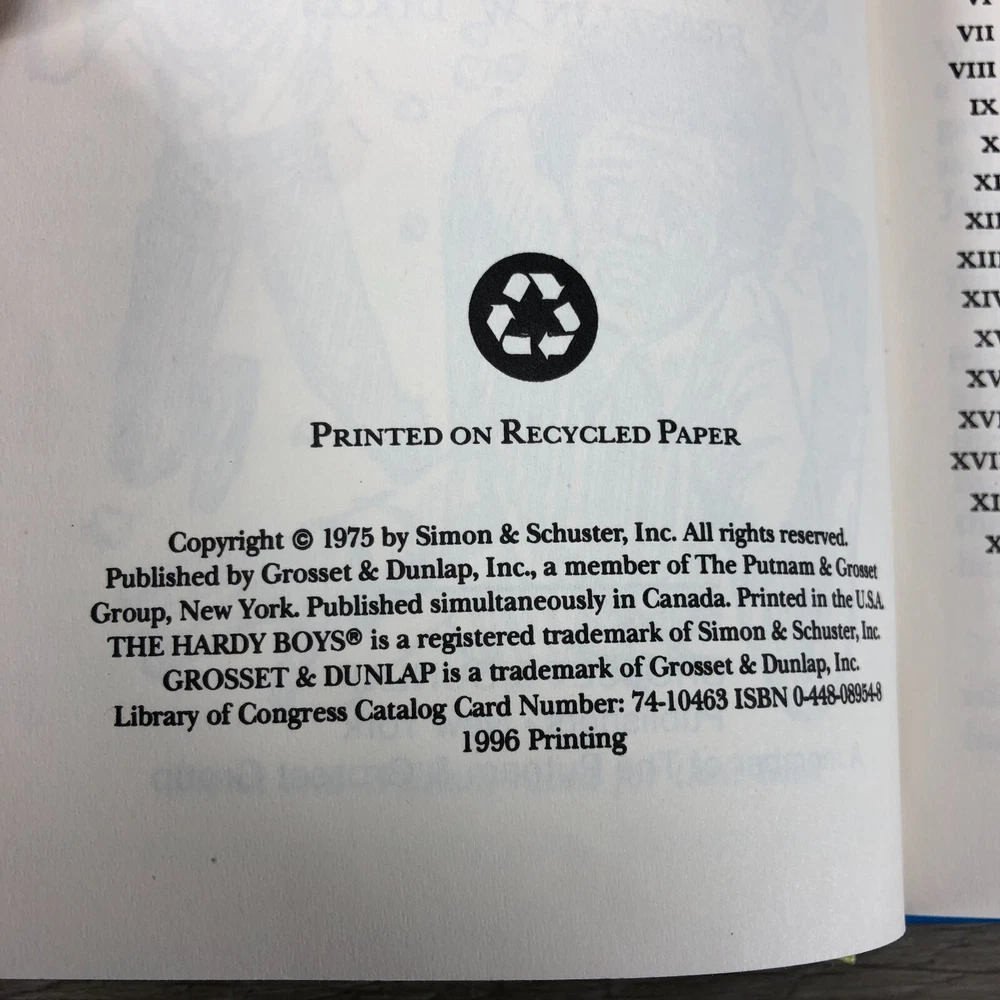 PRINTED ON RECYCLED PAPER
Copyright © 1975 by Simon & Schuster, Inc. All rights reserved.
Published by Grosset & Dunlap, Inc., a member of The Putnam & Grosset
Group, New York. Published simultaneously in Canada. Printed in the U.S.A.
THE HARDY BOYS® is a registered trademark of Simon & Schuster, Inc.
GROSSET & DUNLAP is a trademark of Grosset & Dunlap, Inc.
Library of Congress Catalog Card Number: 74-10463 ISBN 0-448-08954-8
1996 Printing
VII
VIII
IX
X